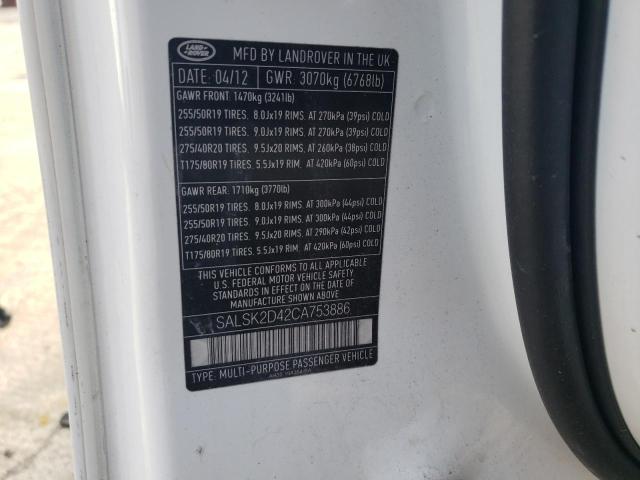 LAND ROVER
MFD BY LANDROVER IN THE UK
DATE: 04/12 GWR: 3070kg (6768lb)
GAWR FRONT: 1470kg (3241lb)
255/50R19 TIRES. 8.0Jx19 RIMS. AT 270kPa (39psi) COLD
255/50R19 TIRES. 9.0Jx19 RIMS. AT 270kPa (39psi) COLD
275/40R20 TIRES. 9.5Jx20 RIMS. AT 260kPa (38psi) COLD
T175/80R19 TIRES. 5.5Jx19 RIM. AT 420kPa (60psi) COLD
GAWR REAR: 1710kg (3770lb)
255/50R19 TIRES. 8.0Jx19 RIMS. AT 300kPa (44psi) COLD
255/50R19 TIRES. 9.0Jx19 RIMS. AT 300kPa (44psi) COLD
275/40R20 TIRES. 9.5Jx20 RIMS. AT 290kPa (42psi) COLD
T175/80R19 TIRES. 5.5Jx19 RIM. AT 420kPa (60psi) COLD
THIS VEHICLE CONFORMS TO ALL APPLICABLE
U.S. FEDERAL MOTOR VEHICLE SAFETY
STANDARDS IN EFFECT ON THE DATE OF
MANUFACTURE SHOWN ABOVE
SALSK2D42CA753886
TYPE: MULTI-PURPOSE PASSENGER VEHICLE